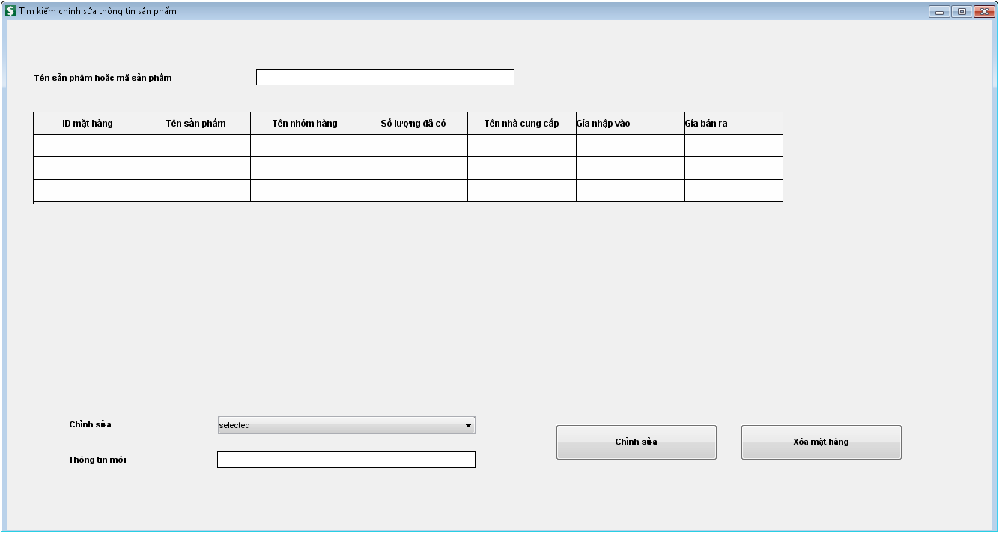 Tìm kiếm chỉnh sửa thông tin sản phẩm
Tên sản phẩm hoặc mã sản phẩm
ID mặt hàng Tên sản phẩm Tên nhóm hàng Số lượng đã có Tên nhà cung cấp Gía nhập vào Gía bán ra
Chỉnh sửa selected
Chỉnh sửa Xóa mặt hàng
Thông tin mới